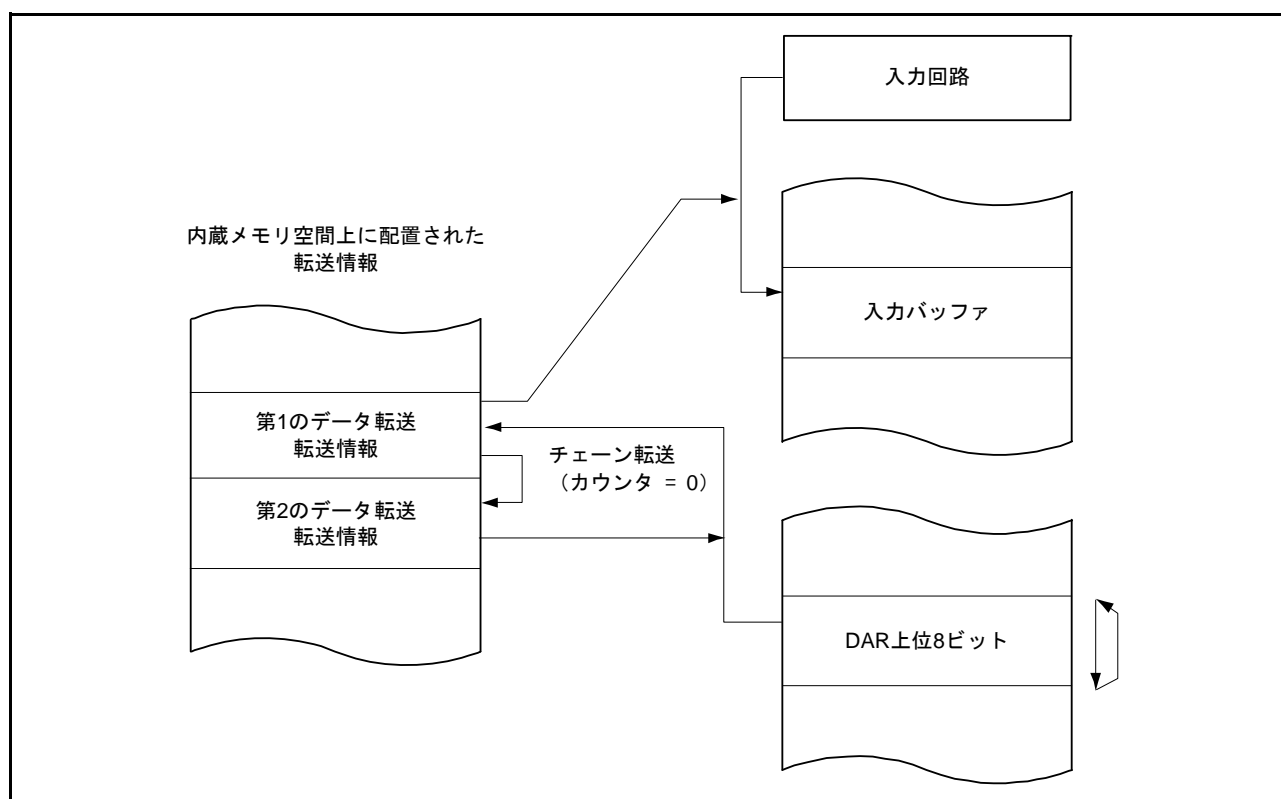 入力回路
内蔵メモリ空間上に配置された
転送情報
入力バッファ
第1のデータ転送
転送情報
チェーン転送
（カウンタ = 0）
第2のデータ転送
転送情報
DAR上位8ビット